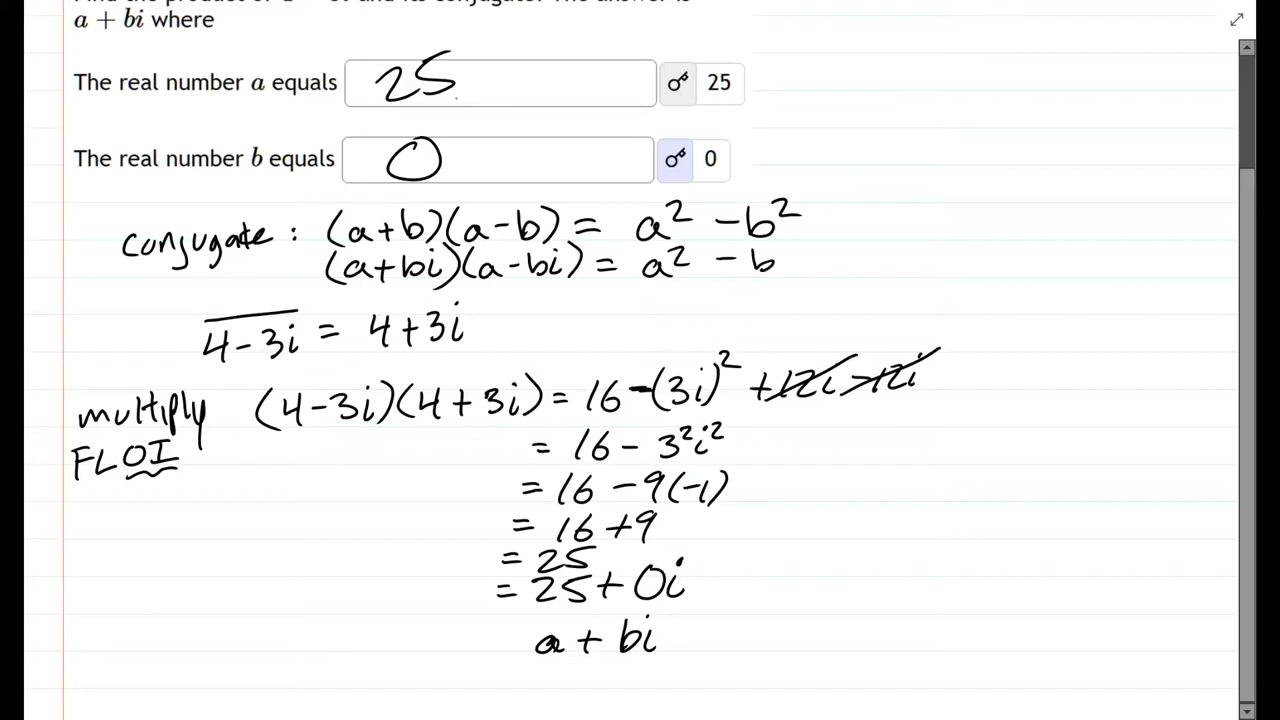 a + bi where
The real number a equals 25 25
The real number b equals 0 0
conjugate: (a+b)(a-b) = a² - b²
(a+bi)(a-bi) = a² - b
4-3i = 4+3i
multiply (4-3i)(4+3i) = 16 - (3i)² +12i -12i
FLOI
= 16 - 3²i²
= 16 - 9(-1)
= 16 + 9
= 25
= 25 + 0i
a + bi